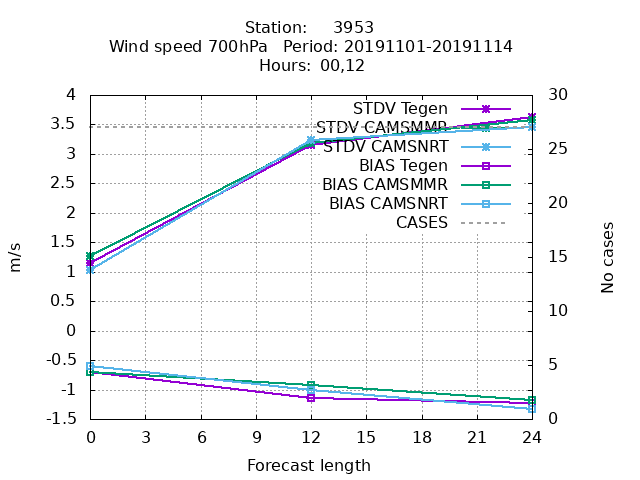 Station: 3953
Wind speed 700hPa Period: 20191101-20191114
Hours: 00,12
4
3.5
3
2.5
2
1.5
1
0.5
0
-0.5
-1
-1.5
m/s
30
25
20
15
10
5
0
No cases
STDV Tegen
STDV CAMSMMR
STDV CAMSNRT
BIAS Tegen
BIAS CAMSMMR
BIAS CAMSNRT
CASES
0 3 6 9 12 15 18 21 24
Forecast length